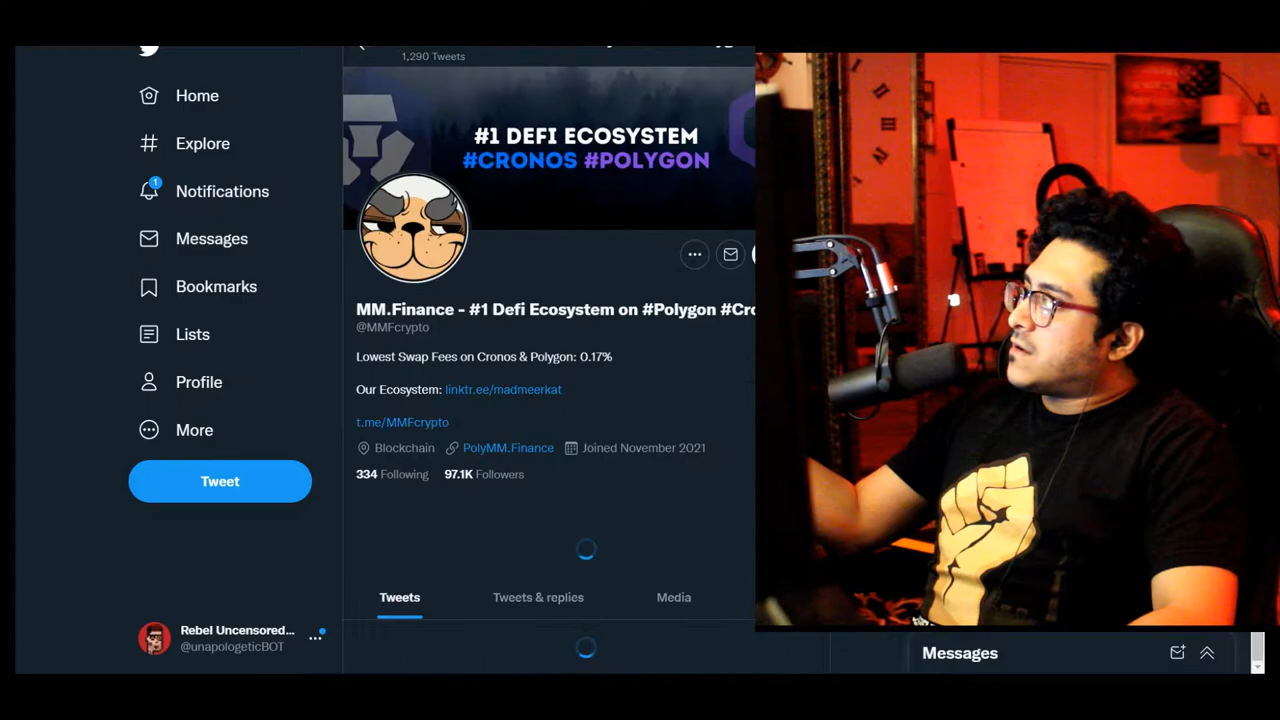 1,290 Tweets
#1 DEFI ECOSYSTEM
#CRONOS #POLYGON
Home
Explore
1
Notifications
Messages
Bookmarks
Lists
Profile
More
Tweet
MM.Finance - #1 Defi Ecosystem on #Polygon #Cro
@MMFcrypto
Lowest Swap Fees on Cronos & Polygon: 0.17%
Our Ecosystem: linktr.ee/madmeerkat
t.me/MMFcrypto
Blockchain PolyMM.Finance Joined November 2021
334 Following 97.1K Followers
Tweets Tweets & replies Media
Rebel Uncensored...
@unapologeticBOT
Messages